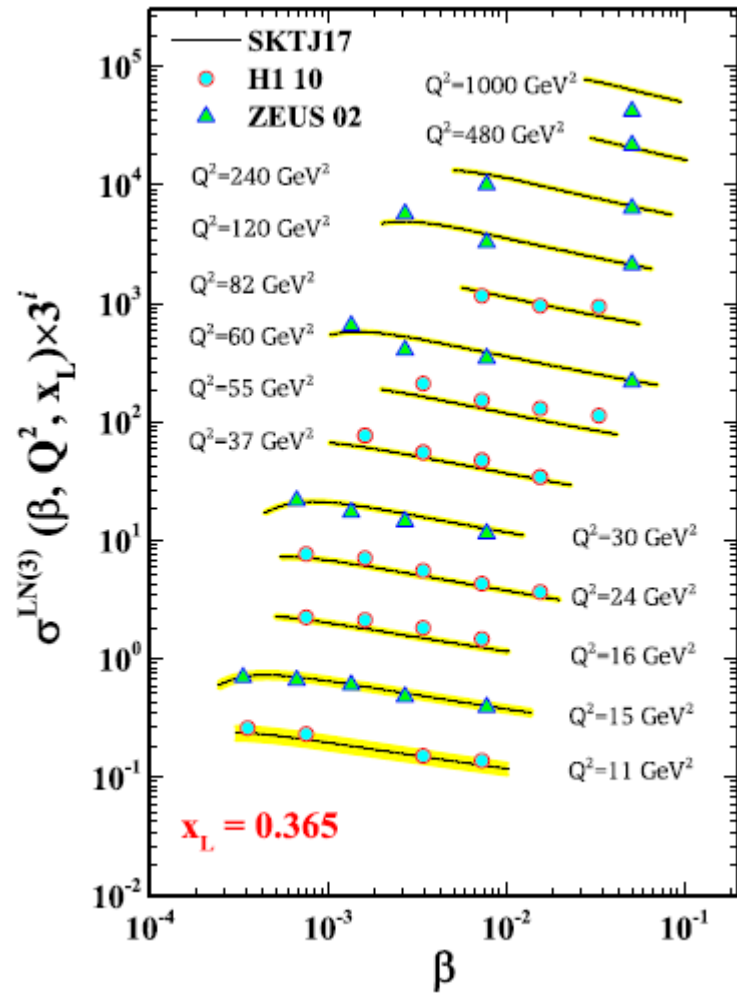 SKTJ17
H1 10
ZEUS 02
Q²=1000 GeV²
Q²=480 GeV²
Q²=240 GeV²
Q²=120 GeV²
Q²=82 GeV²
Q²=60 GeV²
Q²=55 GeV²
Q²=37 GeV²
Q²=30 GeV²
Q²=24 GeV²
Q²=16 GeV²
Q²=15 GeV²
Q²=11 GeV²
x_L = 0.365
σ^LN(3) (β, Q², x_L)×3^i
10⁵
10⁴
10³
10²
10¹
10⁰
10⁻¹
10⁻²
10⁻⁴ 10⁻³ 10⁻² 10⁻¹
β